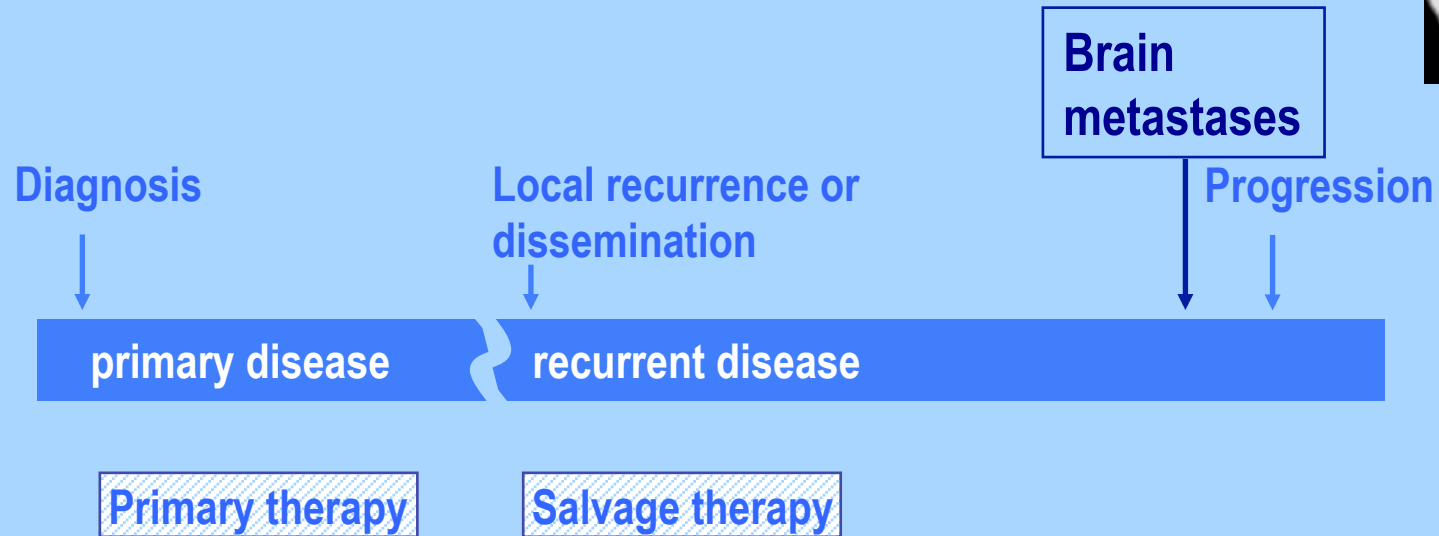 Brain
metastases
Diagnosis
Local recurrence or
dissemination
Progression
primary disease
recurrent disease
Primary therapy
Salvage therapy